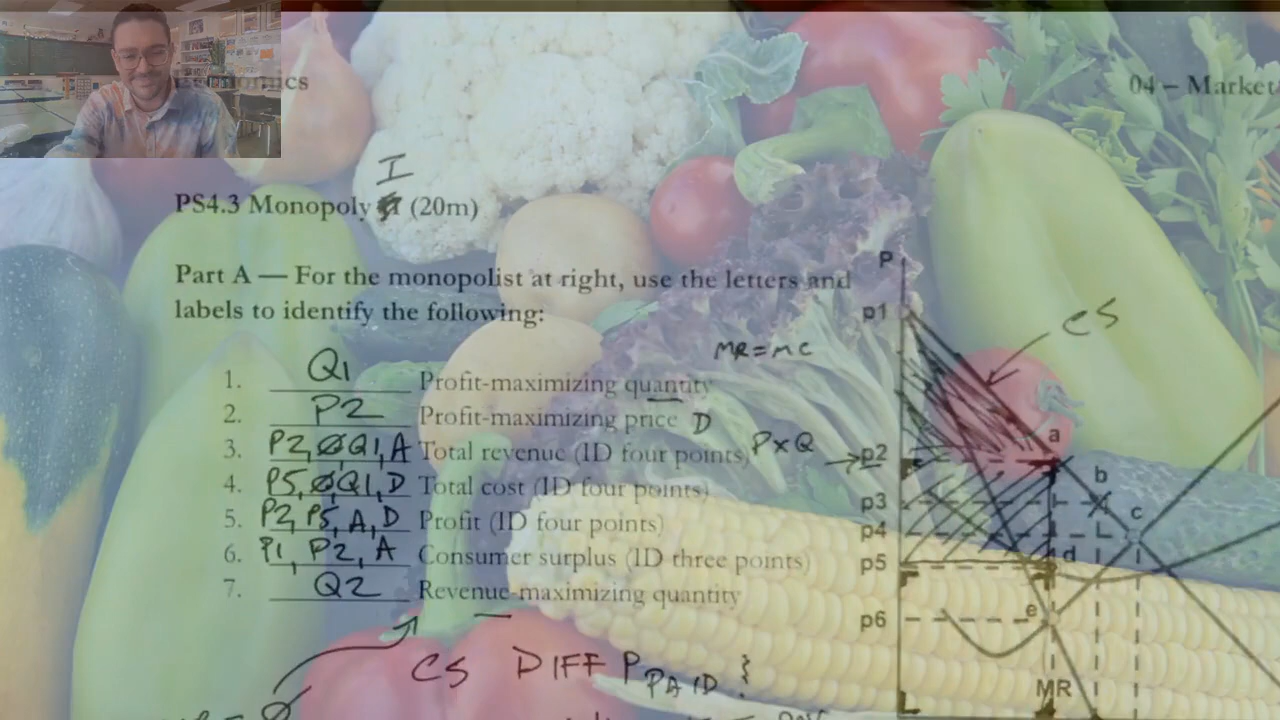 04 – Market
I
PS4.3 Monopoly (20m)
Part A — For the monopolist at right, use the letters and
labels to identify the following:
MR=MC
1. Q1 Profit-maximizing quantity
2. P2 Profit-maximizing price D
3. P2, Ø, Q1, A Total revenue (ID four points) PxQ
4. P5, Ø, Q1, D Total cost (ID four points)
5. P2, P5, A, D Profit (ID four points)
6. P1, P2, A Consumer surplus (ID three points)
7. Q2 Revenue-maximizing quantity
CS DIFF P PAID
P
p1
CS
a
p2
b
p3
c
p4
d
p5
e
p6
MR